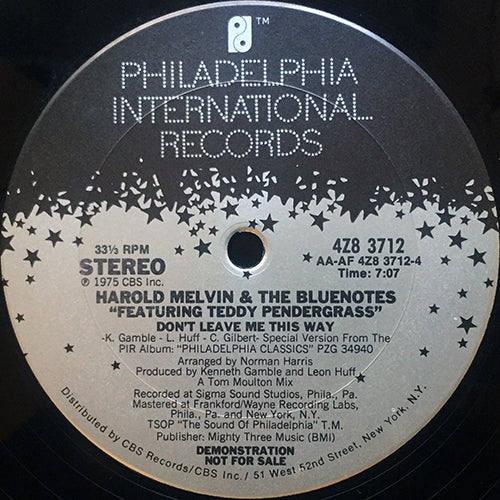 TM
PHILADELPHIA
INTERNATIONAL
RECORDS
33⅓ RPM
STEREO
℗ 1975 CBS Inc.
4Z8 3712
AA-AF 4Z8 3712-4
Time: 7:07
HAROLD MELVIN & THE BLUENOTES
"FEATURING TEDDY PENDERGRASS"
DON'T LEAVE ME THIS WAY
-K. Gamble - L. Huff - C. Gilbert- Special Version From The
PIR Album: "PHILADELPHIA CLASSICS" PZG 34940
Arranged by Norman Harris
Produced by Kenneth Gamble and Leon Huff
A Tom Moulton Mix
Recorded at Sigma Sound Studios, Phila., Pa.
Mastered at Frankford/Wayne Recording Labs,
Phila., Pa. and New York, N.Y.
TSOP "The Sound Of Philadelphia" T.M.
Publisher: Mighty Three Music (BMI)
DEMONSTRATION
NOT FOR SALE
Distributed by CBS Records/CBS Inc./ 51 West 52nd Street, New York, N.Y.